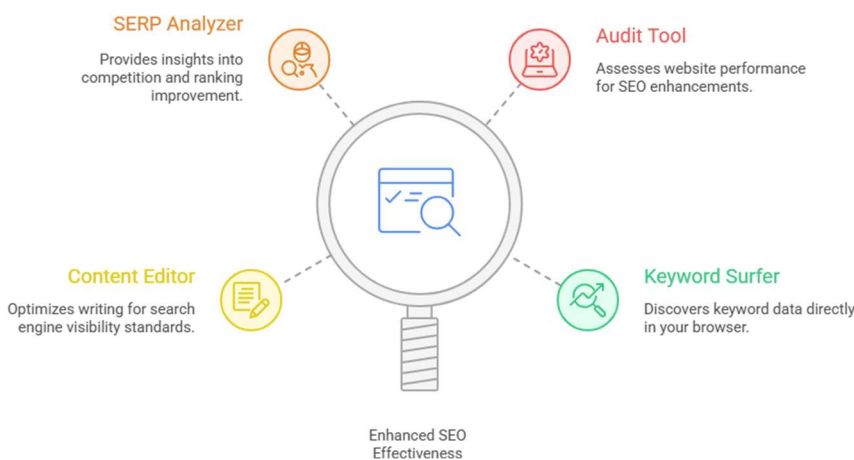 SERP Analyzer
Provides insights into
competition and ranking
improvement.
Audit Tool
Assesses website performance
for SEO enhancements.
Content Editor
Optimizes writing for search
engine visibility standards.
Keyword Surfer
Discovers keyword data directly
in your browser.
Enhanced SEO
Effectiveness